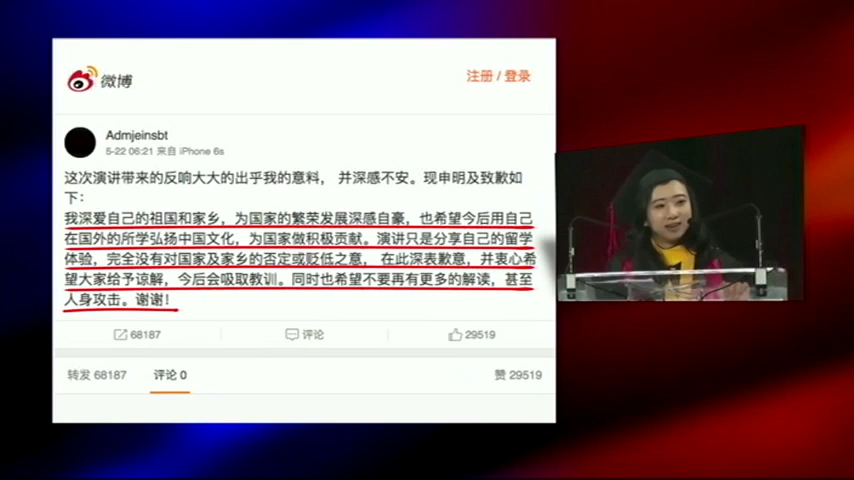 微博
注册 / 登录
Admjeinsbt
5-22 06:21 来自 iPhone 6s
这次演讲带来的反响大大的出乎我的意料， 并深感不安。现申明及致歉如
下：
我深爱自己的祖国和家乡，为国家的繁荣发展深感自豪，也希望今后用自己
在国外的所学弘扬中国文化，为国家做积极贡献。演讲只是分享自己的留学
体验，完全没有对国家及家乡的否定或贬低之意， 在此深表歉意，并衷心希
望大家给予谅解，今后会吸取教训。同时也希望不要再有更多的解读，甚至
人身攻击。谢谢！
68187 评论 29519
转发 68187 评论 0 赞 29519